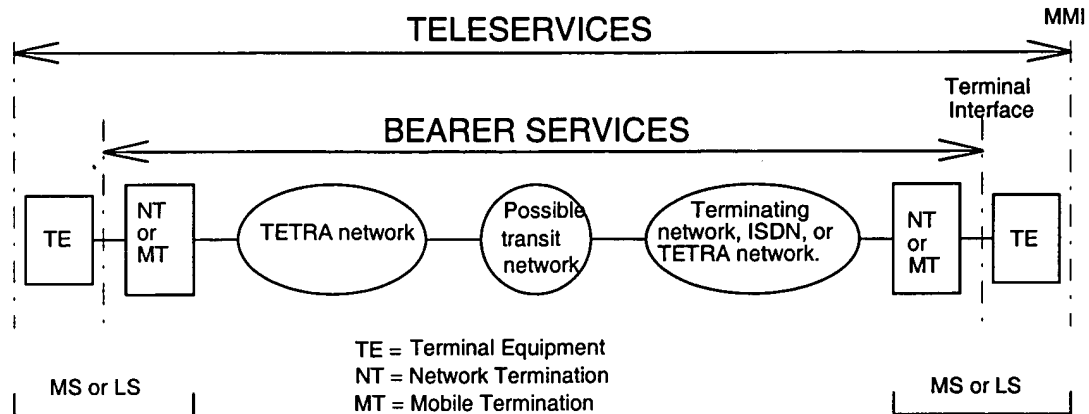 TELESERVICES
MMI
Terminal
Interface
BEARER SERVICES
TE
NT
or
MT
TETRA network
Possible
transit
network
Terminating
network, ISDN, or
TETRA network.
NT
or
MT
TE
TE = Terminal Equipment
NT = Network Termination
MT = Mobile Termination
MS or LS
MS or LS